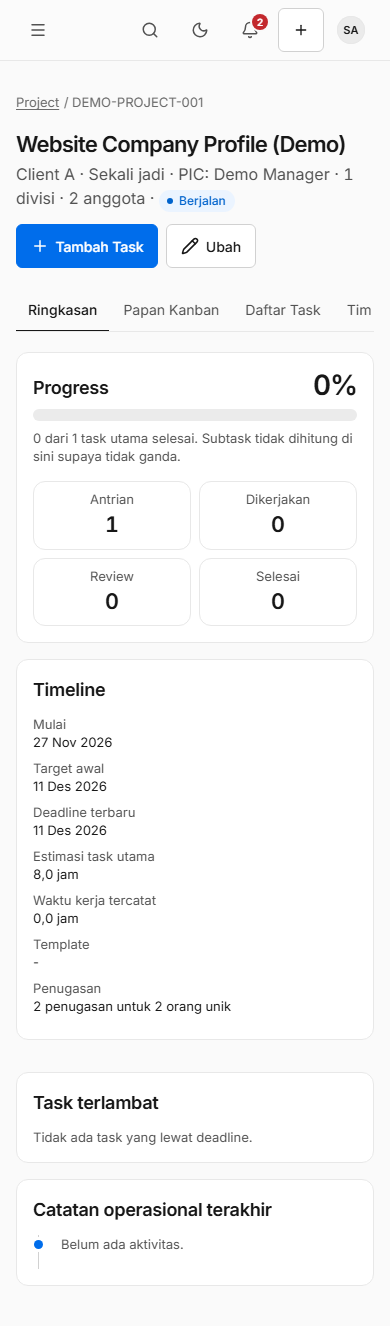 2
SA
Project / DEMO-PROJECT-001
Website Company Profile (Demo)
Client A · Sekali jadi · PIC: Demo Manager · 1
divisi · 2 anggota · Berjalan
+ Tambah Task
Ubah
Ringkasan
Papan Kanban
Daftar Task
Tim
Progress
0%
0 dari 1 task utama selesai. Subtask tidak dihitung di
sini supaya tidak ganda.
Antrian
1
Dikerjakan
0
Review
0
Selesai
0
Timeline
Mulai
27 Nov 2026
Target awal
11 Des 2026
Deadline terbaru
11 Des 2026
Estimasi task utama
8,0 jam
Waktu kerja tercatat
0,0 jam
Template
-
Penugasan
2 penugasan untuk 2 orang unik
Task terlambat
Tidak ada task yang lewat deadline.
Catatan operasional terakhir
Belum ada aktivitas.